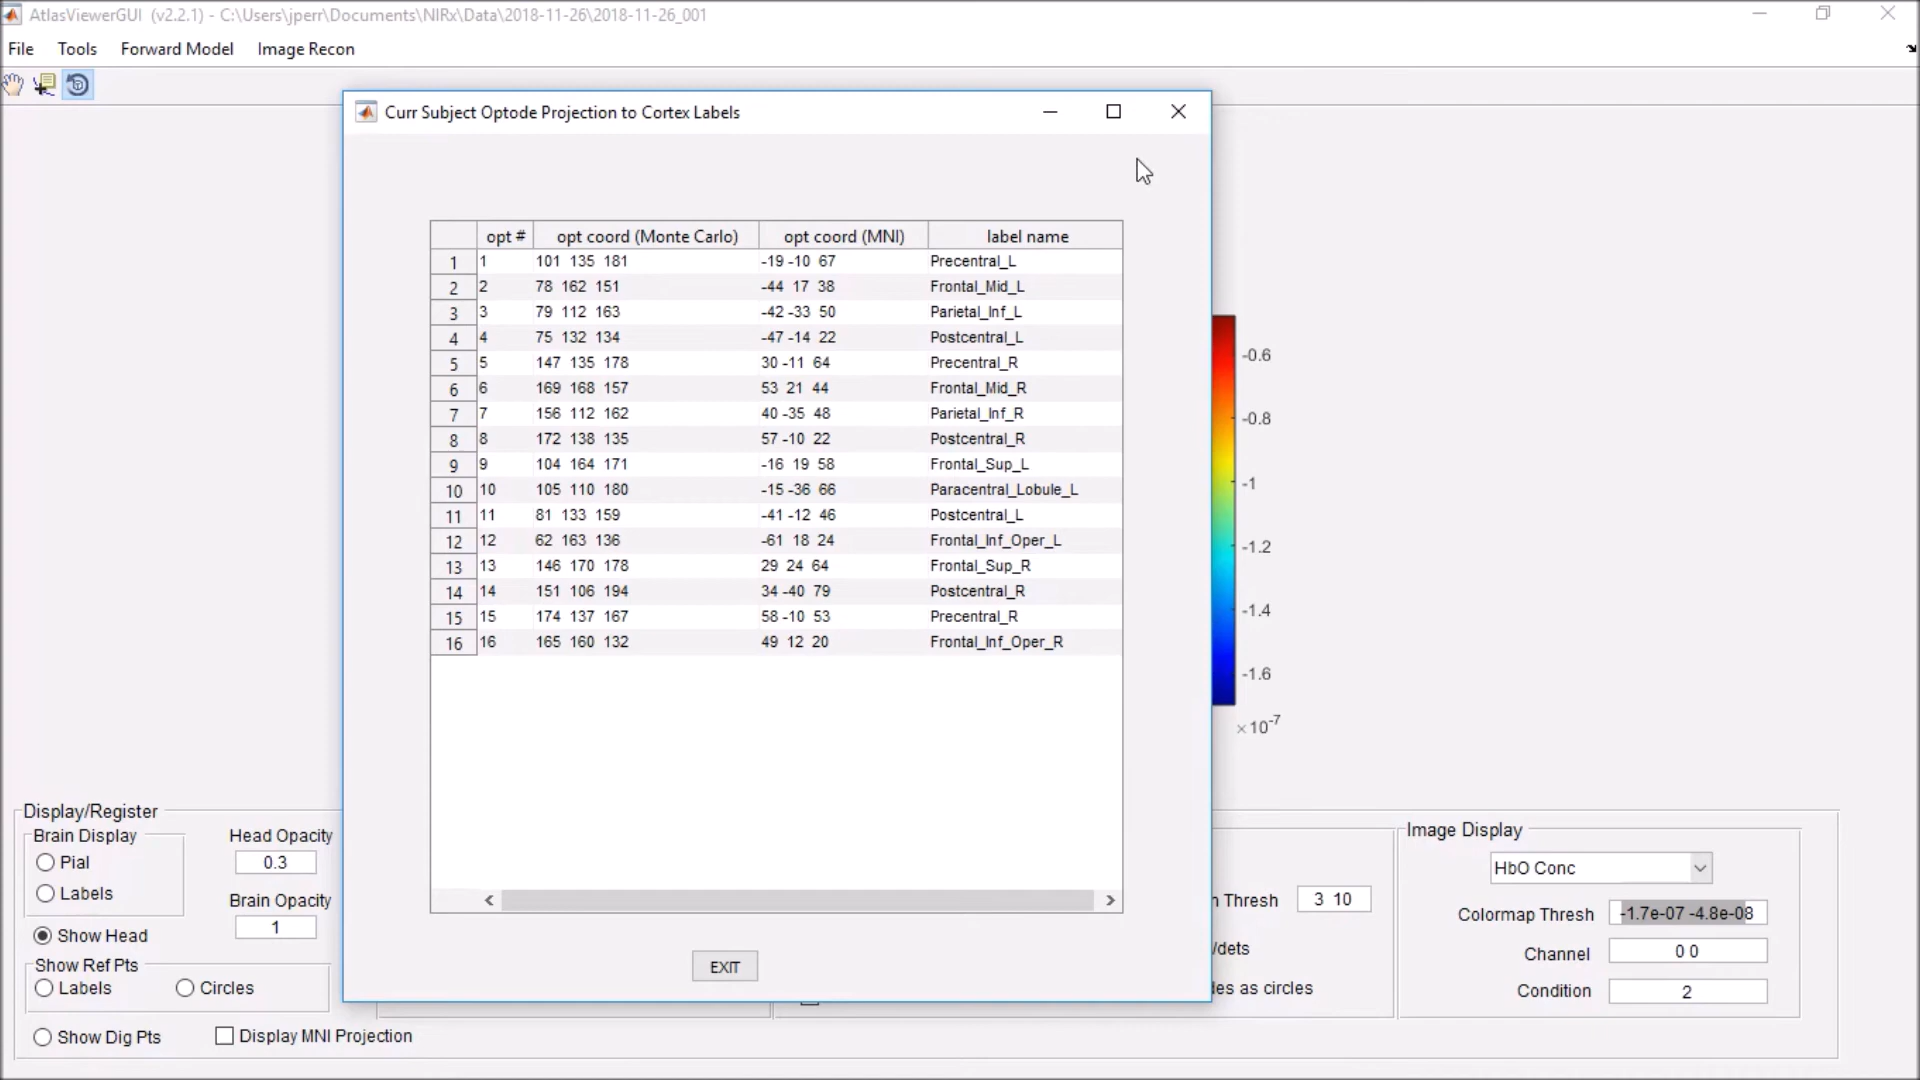 AtlasViewerGUI (v2.2.1) - C:\Users\jperr\Documents\NIRx\Data\2018-11-26\2018-11-26_001
File Tools Forward Model Image Recon
Curr Subject Optode Projection to Cortex Labels
opt # opt coord (Monte Carlo) opt coord (MNI) label name
1 1 101 135 181 -19 -10 67 Precentral_L
2 2 78 162 151 -44 17 38 Frontal_Mid_L
3 3 79 112 163 -42 -33 50 Parietal_Inf_L
4 4 75 132 134 -47 -14 22 Postcentral_L
5 5 147 135 178 30 -11 64 Precentral_R
6 6 169 168 157 53 21 44 Frontal_Mid_R
7 7 156 112 162 40 -35 48 Parietal_Inf_R
8 8 172 138 135 57 -10 22 Postcentral_R
9 9 104 164 171 -16 19 58 Frontal_Sup_L
10 10 105 110 180 -15 -36 66 Paracentral_Lobule_L
11 11 81 133 159 -41 -12 46 Postcentral_L
12 12 62 163 136 -61 18 24 Frontal_Inf_Oper_L
13 13 146 170 178 29 24 64 Frontal_Sup_R
14 14 151 106 194 34 -40 79 Postcentral_R
15 15 174 137 167 58 -10 53 Precentral_R
16 16 165 160 132 49 12 20 Frontal_Inf_Oper_R
EXIT
-0.6
-0.8
-1
-1.2
-1.4
-1.6
×10-7
Display/Register
Brain Display
Pial
Labels
Head Opacity
0.3
Brain Opacity
1
Show Head
Show Ref Pts
Labels Circles
Show Dig Pts Display MNI Projection
Thresh 3 10
/dets
es as circles
Image Display
HbO Conc
Colormap Thresh -1.7e-07 -4.8e-08
Channel 0 0
Condition 2